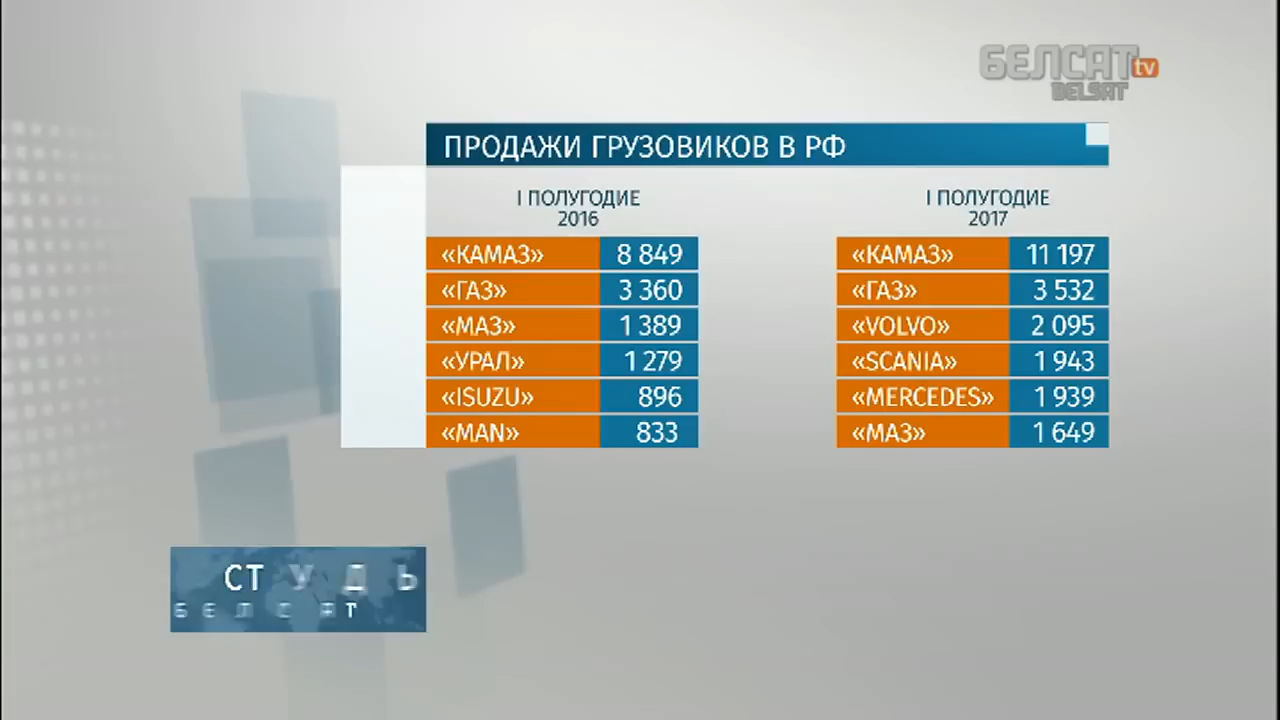 БЕЛСАТ tv
BELSAT
ПРОДАЖИ ГРУЗОВИКОВ В РФ
I ПОЛУГОДИЕ
2016
«КАМАЗ» 8 849
«ГАЗ» 3 360
«МАЗ» 1 389
«УРАЛ» 1 279
«ISUZU» 896
«MAN» 833
I ПОЛУГОДИЕ
2017
«КАМАЗ» 11 197
«ГАЗ» 3 532
«VOLVO» 2 095
«SCANIA» 1 943
«MERCEDES» 1 939
«МАЗ» 1 649
БЕЛСАТ